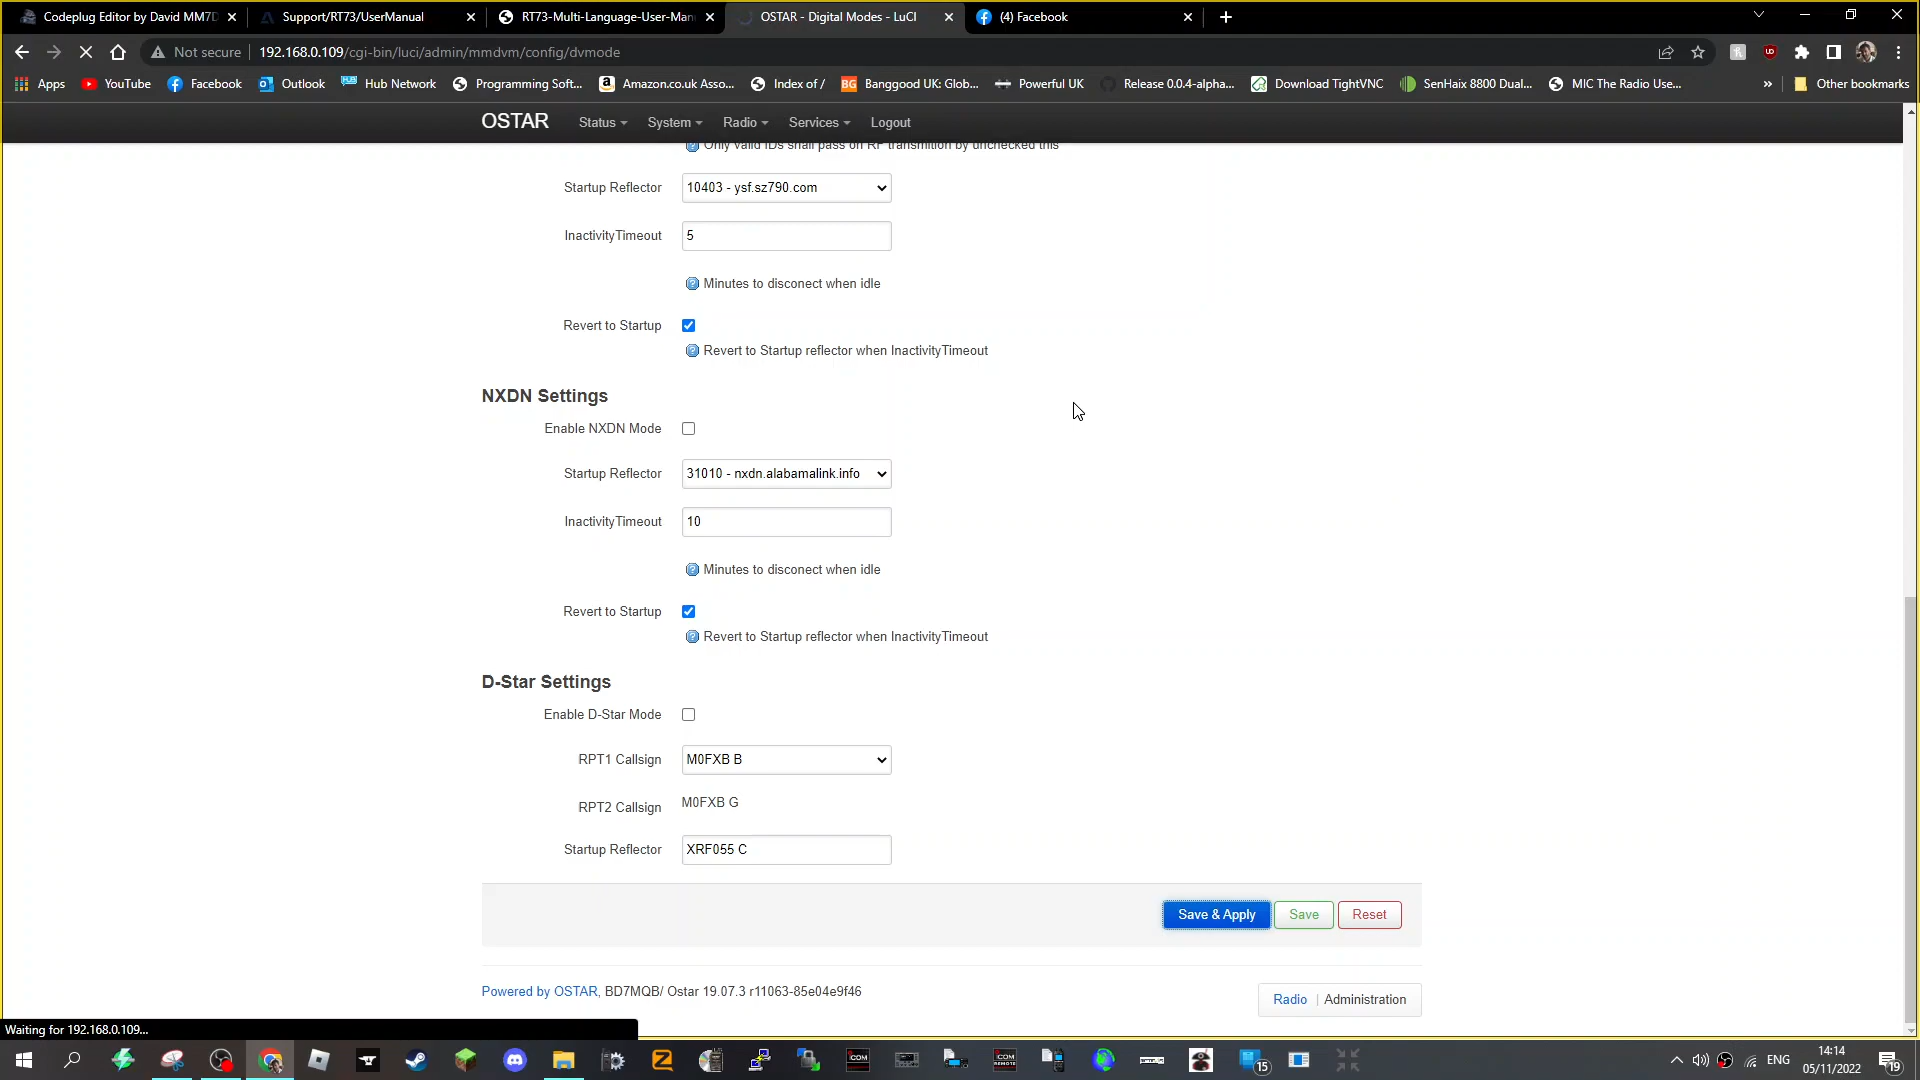 Codeplug Editor by David MM7D
Support/RT73/UserManual
RT73-Multi-Language-User-Man
OSTAR - Digital Modes - LuCI
(4) Facebook
Not secure
192.168.0.109/cgi-bin/luci/admin/mmdvm/config/dvmode
Apps
YouTube
Facebook
Outlook
Hub Network
Programming Soft...
Amazon.co.uk Asso...
Index of /
Banggood UK: Glob...
Powerful UK
Release 0.0.4-alpha...
Download TightVNC
SenHaix 8800 Dual...
MIC The Radio Use...
»
Other bookmarks
OSTAR
Status
System
Radio
Services
Logout
Only valid IDs shall pass on RF transmition by unchecked this
Startup Reflector
10403 - ysf.sz790.com
InactivityTimeout
5
Minutes to disconect when idle
Revert to Startup
Revert to Startup reflector when InactivityTimeout
NXDN Settings
Enable NXDN Mode
Startup Reflector
31010 - nxdn.alabamalink.info
InactivityTimeout
10
Minutes to disconect when idle
Revert to Startup
Revert to Startup reflector when InactivityTimeout
D-Star Settings
Enable D-Star Mode
RPT1 Callsign
M0FXB B
RPT2 Callsign
M0FXB G
Startup Reflector
XRF055 C
Save & Apply
Save
Reset
Powered by OSTAR, BD7MQB/ Ostar 19.07.3 r11063-85e04e9f46
Radio | Administration
Waiting for 192.168.0.109...
15
ENG
14:14
05/11/2022
19